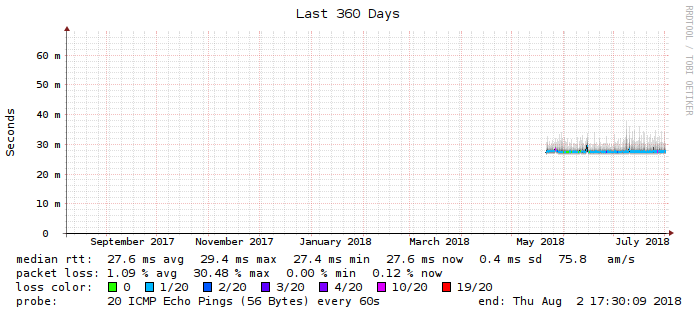 Last 360 Days
RRDTOOL / TOBI OETIKER
Seconds
60 m
50 m
40 m
30 m
20 m
10 m
0
September 2017 November 2017 January 2018 March 2018 May 2018 July 2018
median rtt: 27.6 ms avg 29.4 ms max 27.4 ms min 27.6 ms now 0.4 ms sd 75.8 am/s
packet loss: 1.09 % avg 30.48 % max 0.00 % min 0.12 % now
loss color: 0 1/20 2/20 3/20 4/20 10/20 19/20
probe: 20 ICMP Echo Pings (56 Bytes) every 60s end: Thu Aug 2 17:30:09 2018